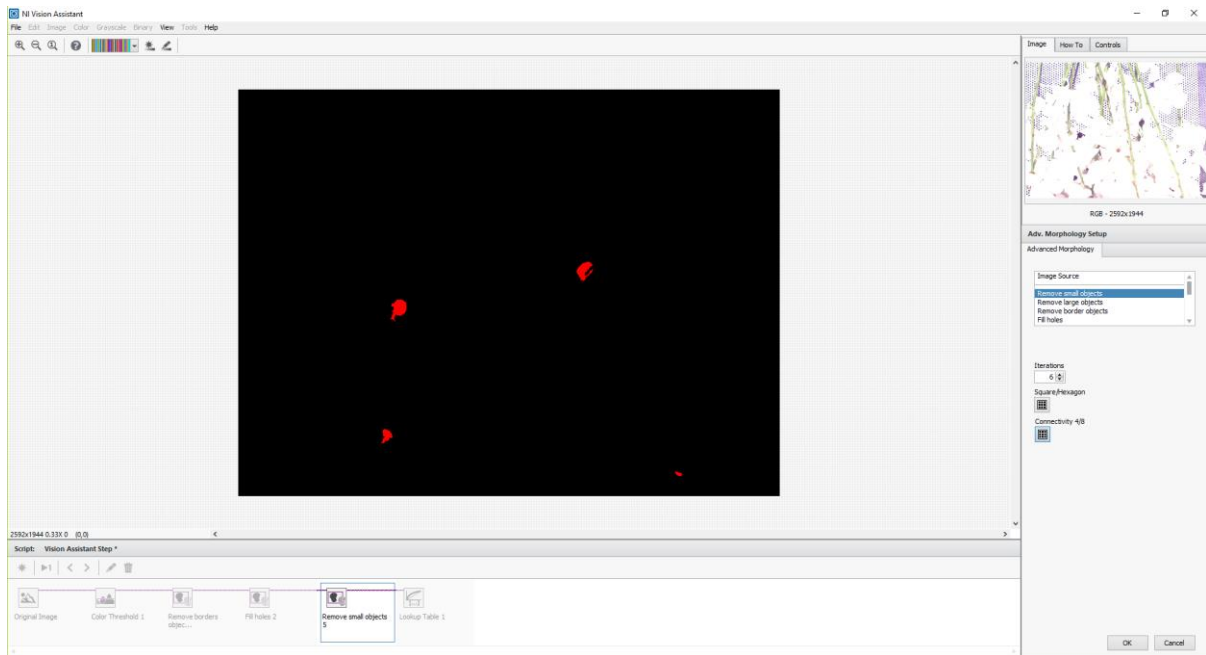 NI Vision Assistant
File Edit Image Color Grayscale Binary View Tools Help
Image How To Controls
RGB - 2592x1944
Adv. Morphology Setup
Advanced Morphology
Image Source
Remove small objects
Remove large objects
Remove border objects
Fill holes
Iterations
6
Square/Hexagon
Connectivity 4/8
2592x1944 0.33X 0 (0,0)
Script: Vision Assistant Step *
Original Image Color Threshold 1 Remove borders objec... Fill holes 2 Remove small objects 5 Lookup Table 1
OK Cancel